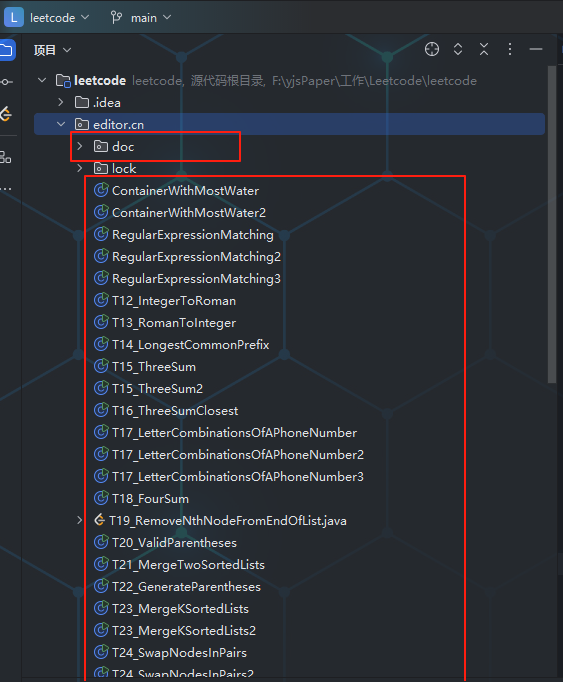 L leetcode main
项目
leetcode leetcode, 源代码根目录, F:\yjsPaper\工作\Leetcode\leetcode
.idea
editor.cn
doc
lock
ContainerWithMostWater
ContainerWithMostWater2
RegularExpressionMatching
RegularExpressionMatching2
RegularExpressionMatching3
T12_IntegerToRoman
T13_RomanToInteger
T14_LongestCommonPrefix
T15_ThreeSum
T15_ThreeSum2
T16_ThreeSumClosest
T17_LetterCombinationsOfAPhoneNumber
T17_LetterCombinationsOfAPhoneNumber2
T17_LetterCombinationsOfAPhoneNumber3
T18_FourSum
T19_RemoveNthNodeFromEndOfList.java
T20_ValidParentheses
T21_MergeTwoSortedLists
T22_GenerateParentheses
T23_MergeKSortedLists
T23_MergeKSortedLists2
T24_SwapNodesInPairs
T24_SwapNodesInPairs2